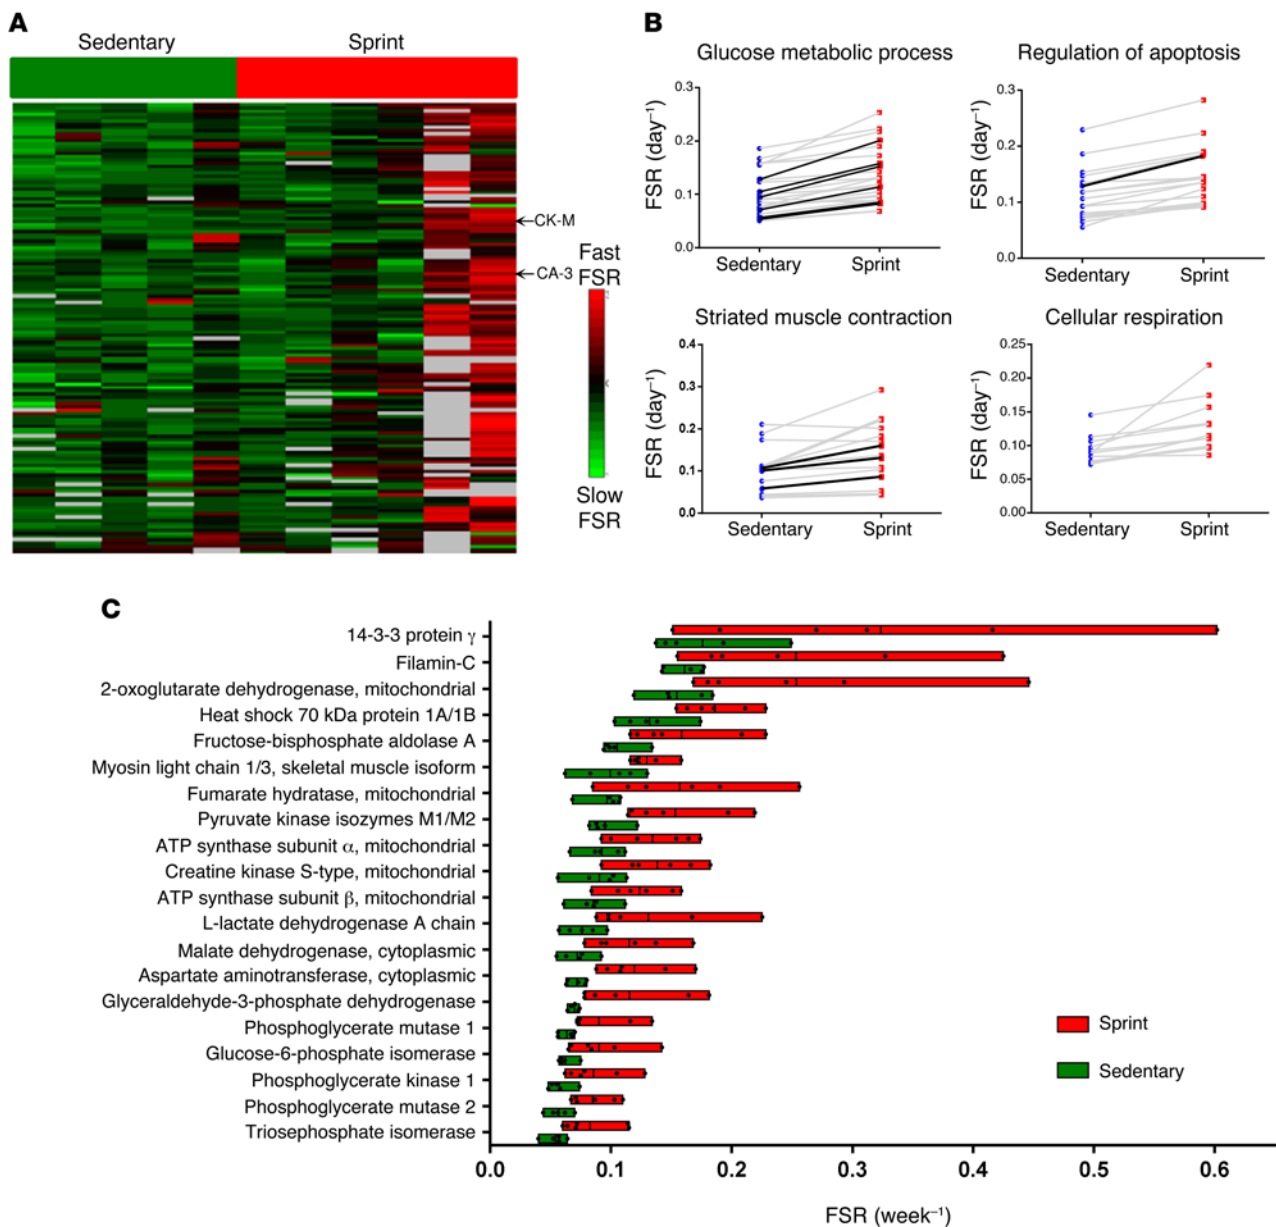 A
Sedentary
Sprint
CK-M
CA-3
Fast
FSR
Slow
FSR
B
Glucose metabolic process
FSR (day⁻¹)
0.3
0.2
0.1
0.0
Sedentary
Sprint
Regulation of apoptosis
FSR (day⁻¹)
0.3
0.2
0.1
0.0
Sedentary
Sprint
Striated muscle contraction
FSR (day⁻¹)
0.4
0.3
0.2
0.1
0.0
Sedentary
Sprint
Cellular respiration
FSR (day⁻¹)
0.25
0.20
0.15
0.10
0.05
0.00
Sedentary
Sprint
C
14-3-3 protein γ
Filamin-C
2-oxoglutarate dehydrogenase, mitochondrial
Heat shock 70 kDa protein 1A/1B
Fructose-bisphosphate aldolase A
Myosin light chain 1/3, skeletal muscle isoform
Fumarate hydratase, mitochondrial
Pyruvate kinase isozymes M1/M2
ATP synthase subunit α, mitochondrial
Creatine kinase S-type, mitochondrial
ATP synthase subunit β, mitochondrial
L-lactate dehydrogenase A chain
Malate dehydrogenase, cytoplasmic
Aspartate aminotransferase, cytoplasmic
Glyceraldehyde-3-phosphate dehydrogenase
Phosphoglycerate mutase 1
Glucose-6-phosphate isomerase
Phosphoglycerate kinase 1
Phosphoglycerate mutase 2
Triosephosphate isomerase
Sprint
Sedentary
0.0 0.1 0.2 0.3 0.4 0.5 0.6
FSR (week⁻¹)